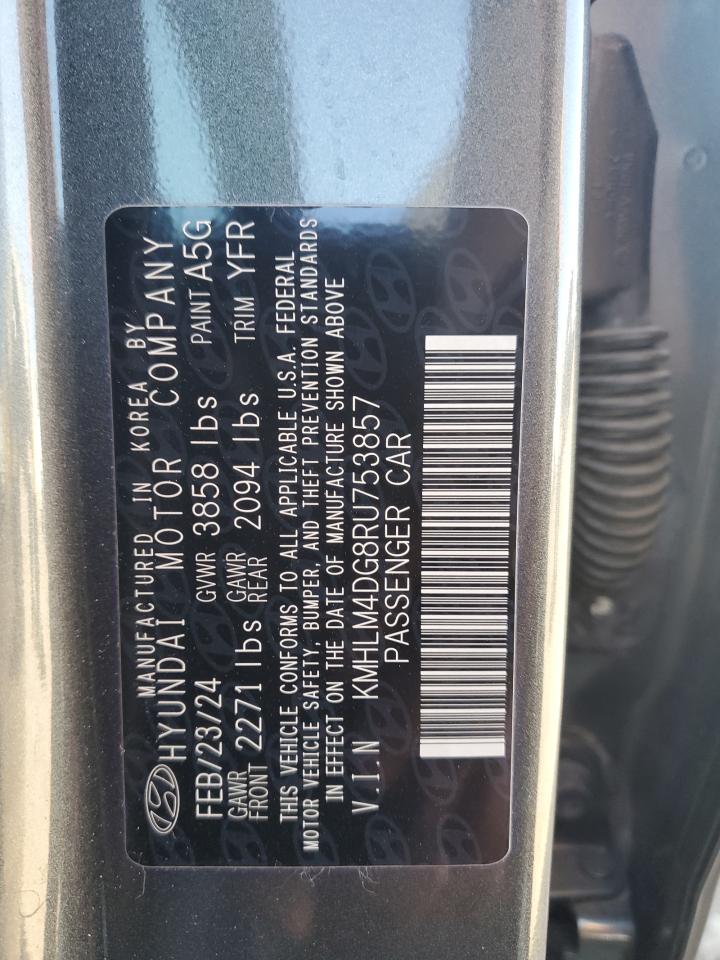 MANUFACTURED IN KOREA BY
HYUNDAI MOTOR COMPANY
FEB/23/24 GVWR 3858 lbs PAINT A5G
GAWR FRONT 2271 lbs GAWR REAR 2094 lbs TRIM YFR
THIS VEHICLE CONFORMS TO ALL APPLICABLE U.S.A. FEDERAL
MOTOR VEHICLE SAFETY, BUMPER, AND THEFT PREVENTION STANDARDS
IN EFFECT ON THE DATE OF MANUFACTURE SHOWN ABOVE
V.I.N KMHLM4DG8RU753857
PASSENGER CAR